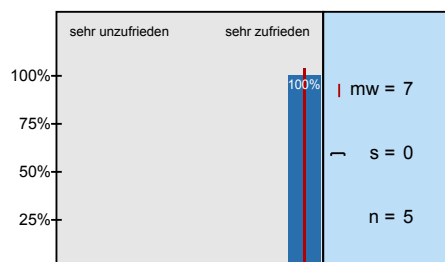 sehr unzufrieden sehr zufrieden
100%
100%
mw = 7
75%
50%
s = 0
25%
n = 5